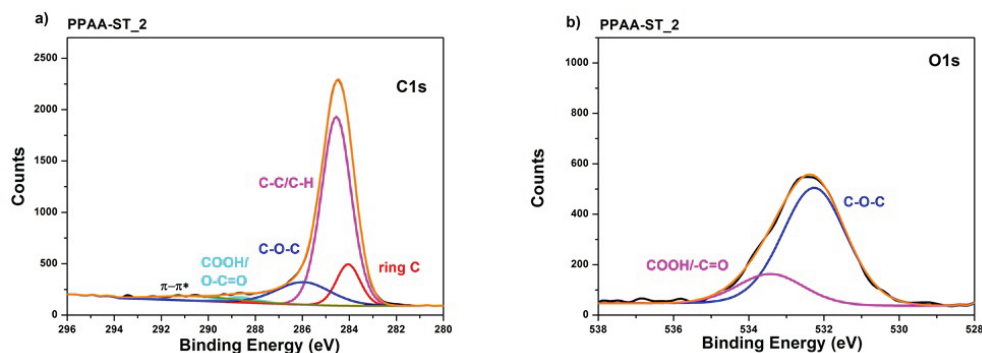 a)
PPAA-ST_2
C1s
2500
2000
1500
1000
500
0
Counts
C-C/C-H
C-O-C
COOH/
O-C=O
π-π*
ring C
296 294 292 290 288 286 284 282 280
Binding Energy (eV)
b)
PPAA-ST_2
O1s
1000
800
600
400
200
0
Counts
C-O-C
COOH/-C=O
538 536 534 532 530 528
Binding Energy (eV)